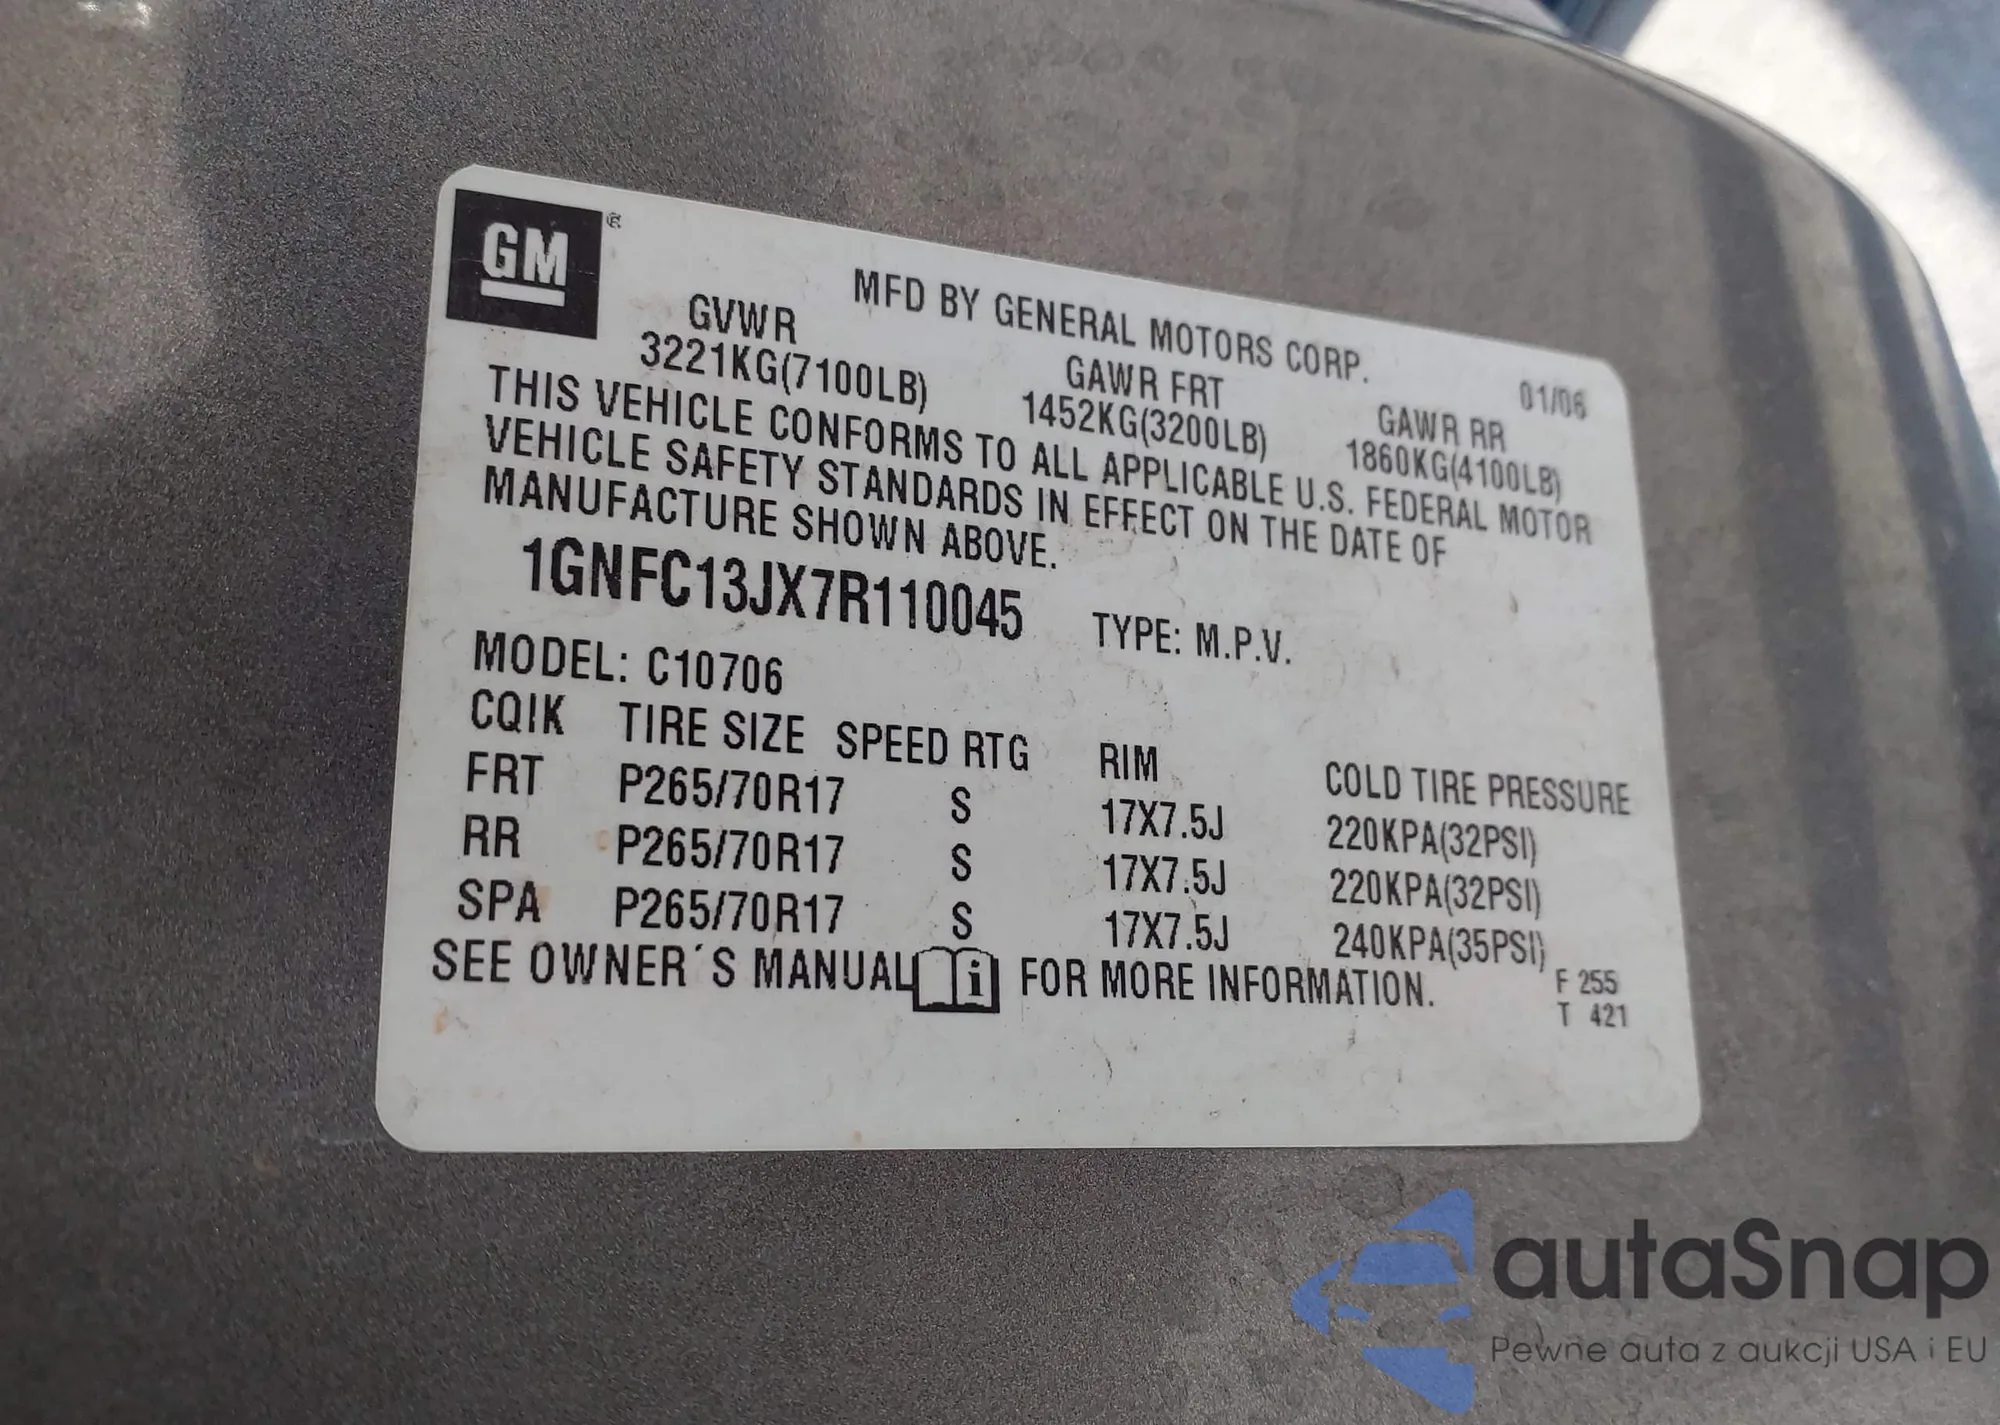 GM ®
MFD BY GENERAL MOTORS CORP. 01/06
GVWR GAWR FRT GAWR RR
3221KG(7100LB) 1452KG(3200LB) 1860KG(4100LB)
THIS VEHICLE CONFORMS TO ALL APPLICABLE U.S. FEDERAL MOTOR
VEHICLE SAFETY STANDARDS IN EFFECT ON THE DATE OF
MANUFACTURE SHOWN ABOVE.
1GNFC13JX7R110045 TYPE: M.P.V.
MODEL: C10706
CQIK TIRE SIZE SPEED RTG RIM COLD TIRE PRESSURE
FRT P265/70R17 S 17X7.5J 220KPA(32PSI)
RR P265/70R17 S 17X7.5J 220KPA(32PSI)
SPA P265/70R17 S 17X7.5J 240KPA(35PSI)
SEE OWNER´S MANUAL i FOR MORE INFORMATION.
F 255
T 421
autaSnap
Pewne auta z aukcji USA i EU